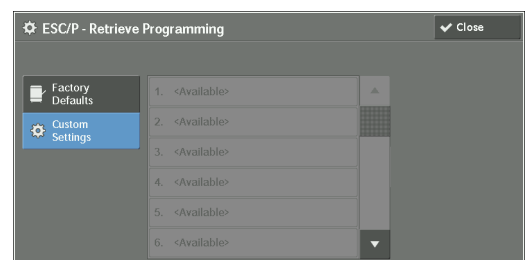 ESC/P - Retrieve Programming
Close
Factory
Defaults
Custom
Settings
1. <Available>
2. <Available>
3. <Available>
4. <Available>
5. <Available>
6. <Available>